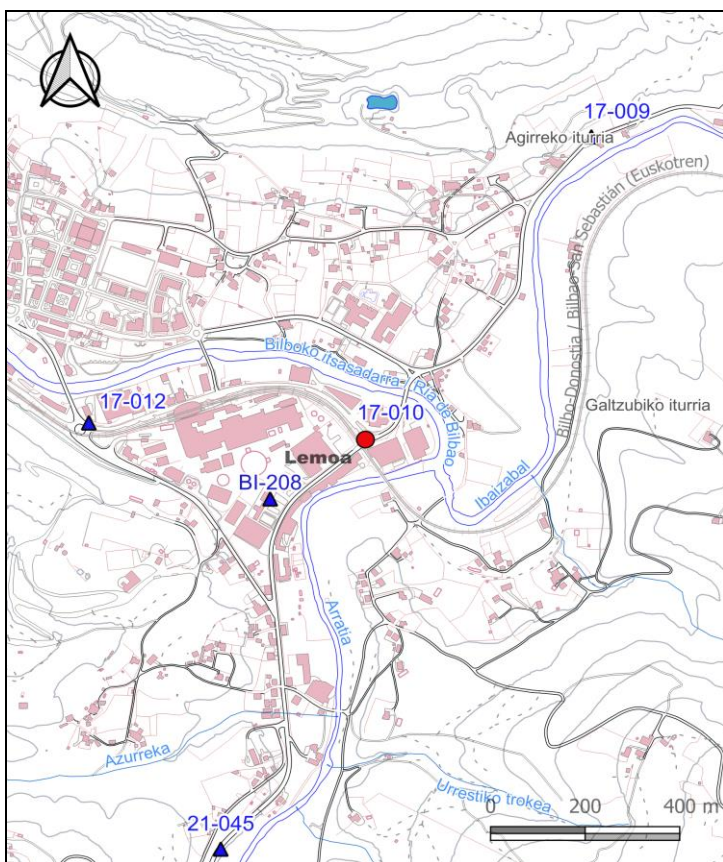 17-009
Agirreko iturria
Bilbo-Donostia / Bilbao-San Sebastián (Euskotren)
Bilboko itsasadarra
Ría de Bilbao
17-012
17-010
Galtzubiko iturria
Lemoa
BI-208
Ibaizabal
Arratia
Azurreka
Urrestiko trokea
21-045
0 200 400 m